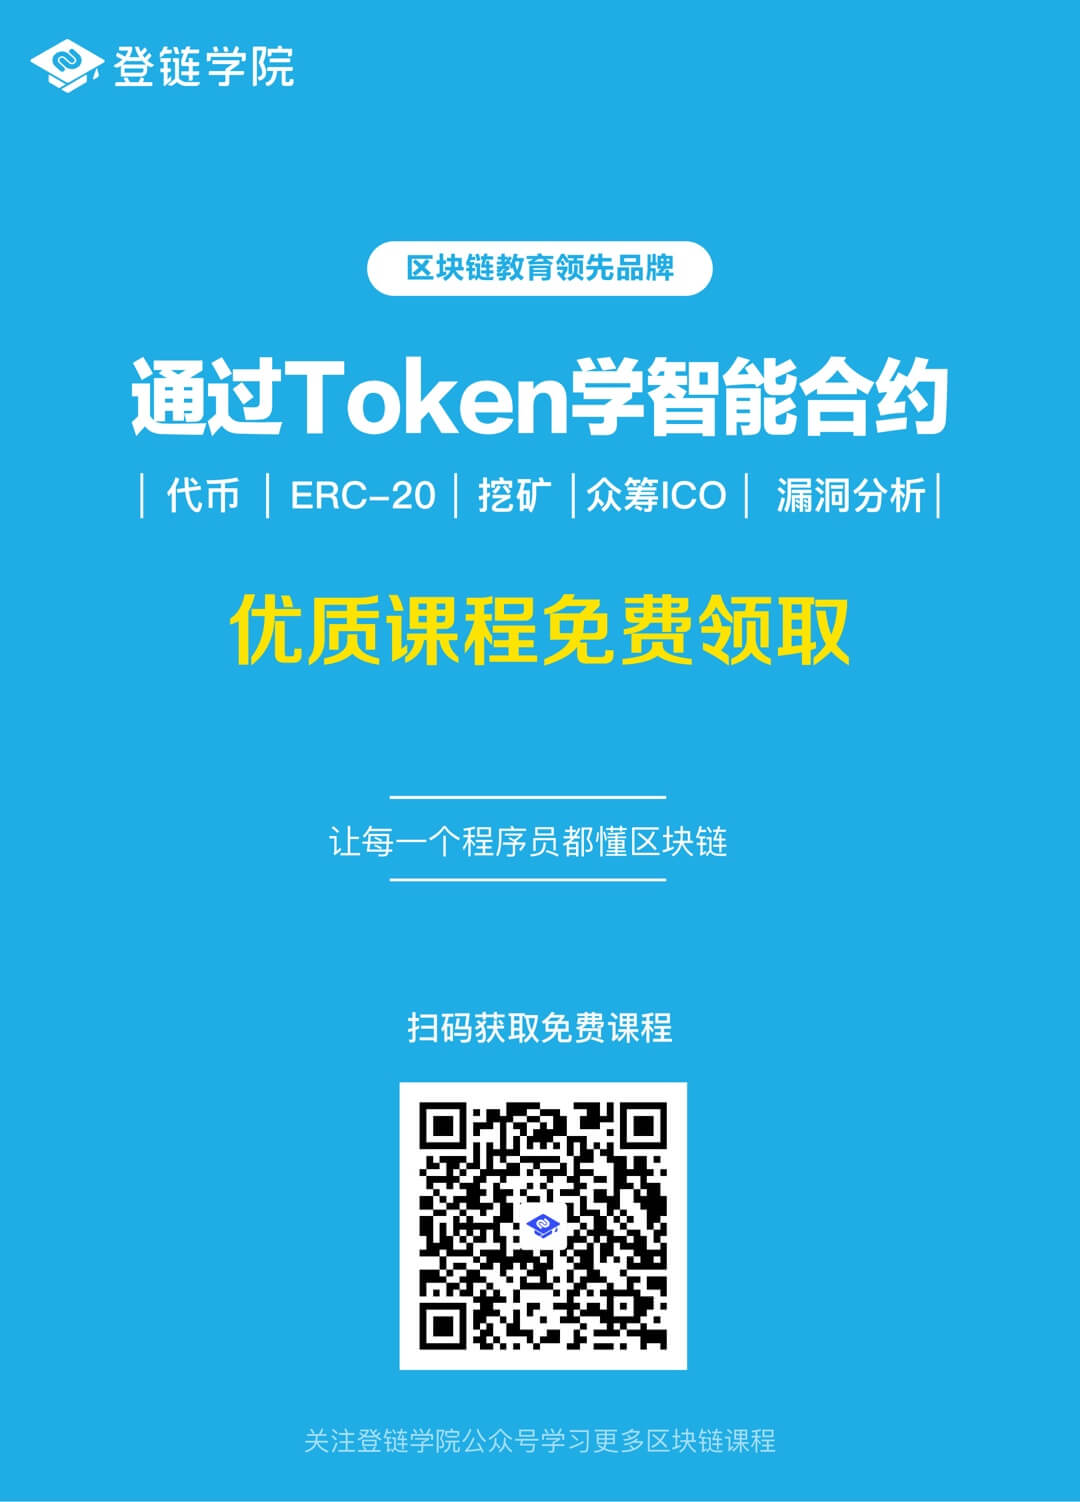 登链学院
区块链教育领先品牌
通过Token学智能合约
| 代币 | ERC-20 | 挖矿 | 众筹ICO | 漏洞分析 |
优质课程免费领取
让每一个程序员都懂区块链
扫码获取免费课程
关注登链学院公众号学习更多区块链课程